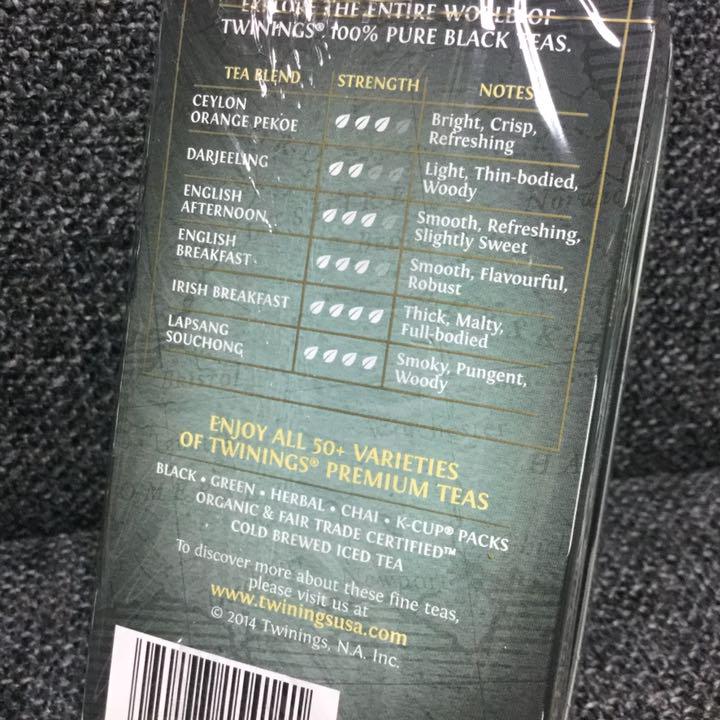 EXPLORE THE ENTIRE WORLD OF
TWININGS® 100% PURE BLACK TEAS.
TEA BLEND STRENGTH NOTES
CEYLON
ORANGE PEKOE
Bright, Crisp,
Refreshing
DARJEELING
Light, Thin-bodied,
Woody
ENGLISH
AFTERNOON
Smooth, Refreshing,
Slightly Sweet
ENGLISH
BREAKFAST
Smooth, Flavourful,
Robust
IRISH BREAKFAST
Thick, Malty,
Full-bodied
LAPSANG
SOUCHONG
Smoky, Pungent,
Woody
Bristol
ENJOY ALL 50+ VARIETIES
OF TWININGS® PREMIUM TEAS
BLACK • GREEN • HERBAL • CHAI • K-CUP® PACKS
ORGANIC & FAIR TRADE CERTIFIED™
COLD BREWED ICED TEA
To discover more about these fine teas,
please visit us at
www.twiningsusa.com
© 2014 Twinings, N.A. Inc.